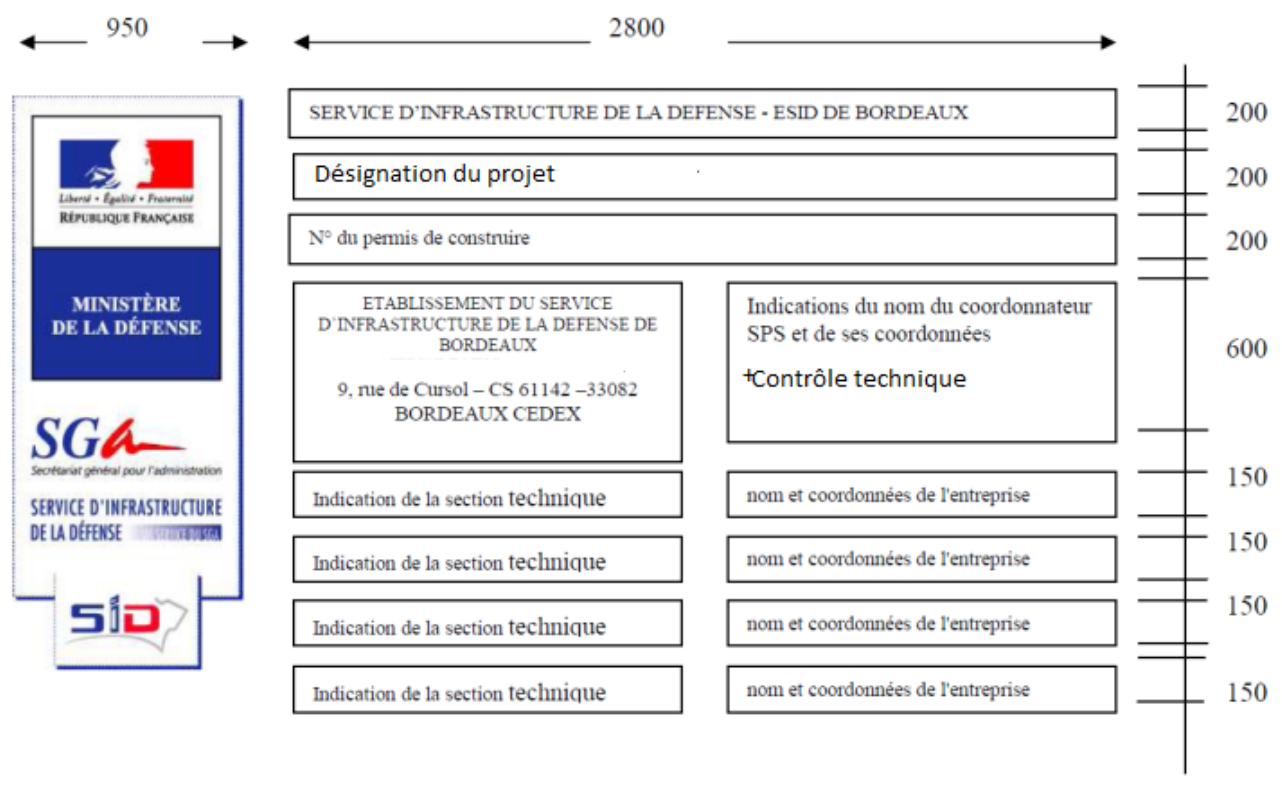 950
2800
SERVICE D'INFRASTRUCTURE DE LA DEFENSE - ESID DE BORDEAUX
200
Désignation du projet
200
N° du permis de construire
200
Liberté • Égalité • Fraternité
RÉPUBLIQUE FRANÇAISE
MINISTÈRE
DE LA DÉFENSE
SGA
Secrétariat général pour l'administration
SERVICE D'INFRASTRUCTURE
DE LA DÉFENSE
SID
ETABLISSEMENT DU SERVICE
D'INFRASTRUCTURE DE LA DEFENSE DE
BORDEAUX
9, rue de Cursol – CS 61142 –33082
BORDEAUX CEDEX
Indications du nom du coordonnateur
SPS et de ses coordonnées
+Contrôle technique
600
Indication de la section technique
nom et coordonnées de l'entreprise
150
Indication de la section technique
nom et coordonnées de l'entreprise
150
Indication de la section technique
nom et coordonnées de l'entreprise
150
Indication de la section technique
nom et coordonnées de l'entreprise
150